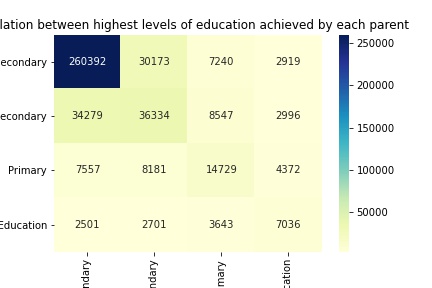 lation between highest levels of education achieved by each parent
econdary 260392 30173 7240 2919
econdary 34279 36334 8547 2996
Primary 7557 8181 14729 4372
Education 2501 2701 3643 7036
ndary ndary mary cation
250000
200000
150000
100000
50000